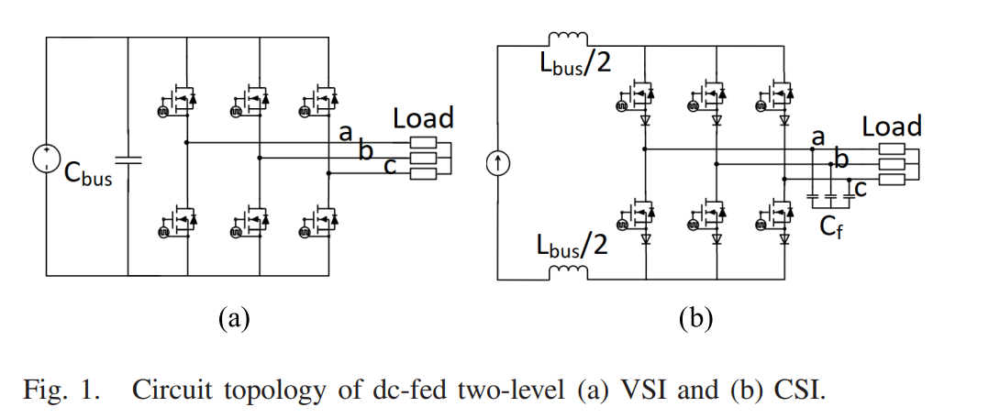 Cbus
a
b
c
Load
(a)
Lbus/2
Lbus/2
a
b
c
Load
Cf
(b)
Fig. 1. Circuit topology of dc-fed two-level (a) VSI and (b) CSI.